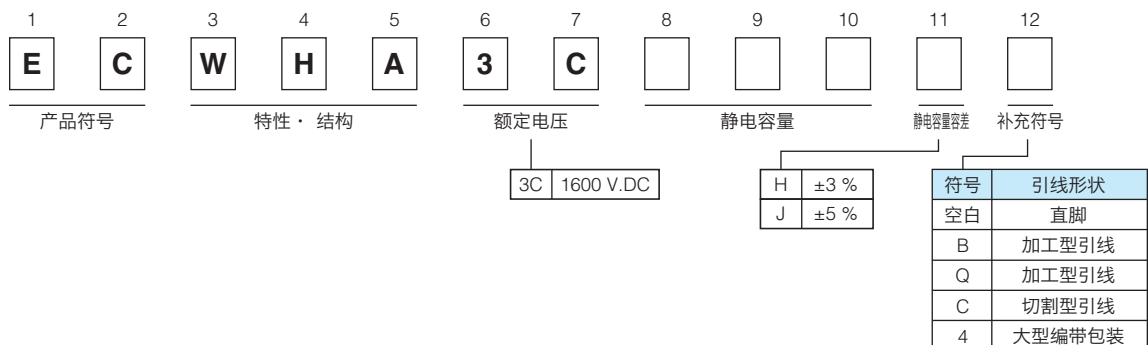 1 2 3 4 5 6 7 8 9 10 11 12
E C W H A 3 C
产品符号 特性・ 结构 额定电压 静电容量 静电容量容差 补充符号
3C 1600 V.DC
H ±3 %
J ±5 %
符号 引线形状
空白 直脚
B 加工型引线
Q 加工型引线
C 切割型引线
4 大型编带包装